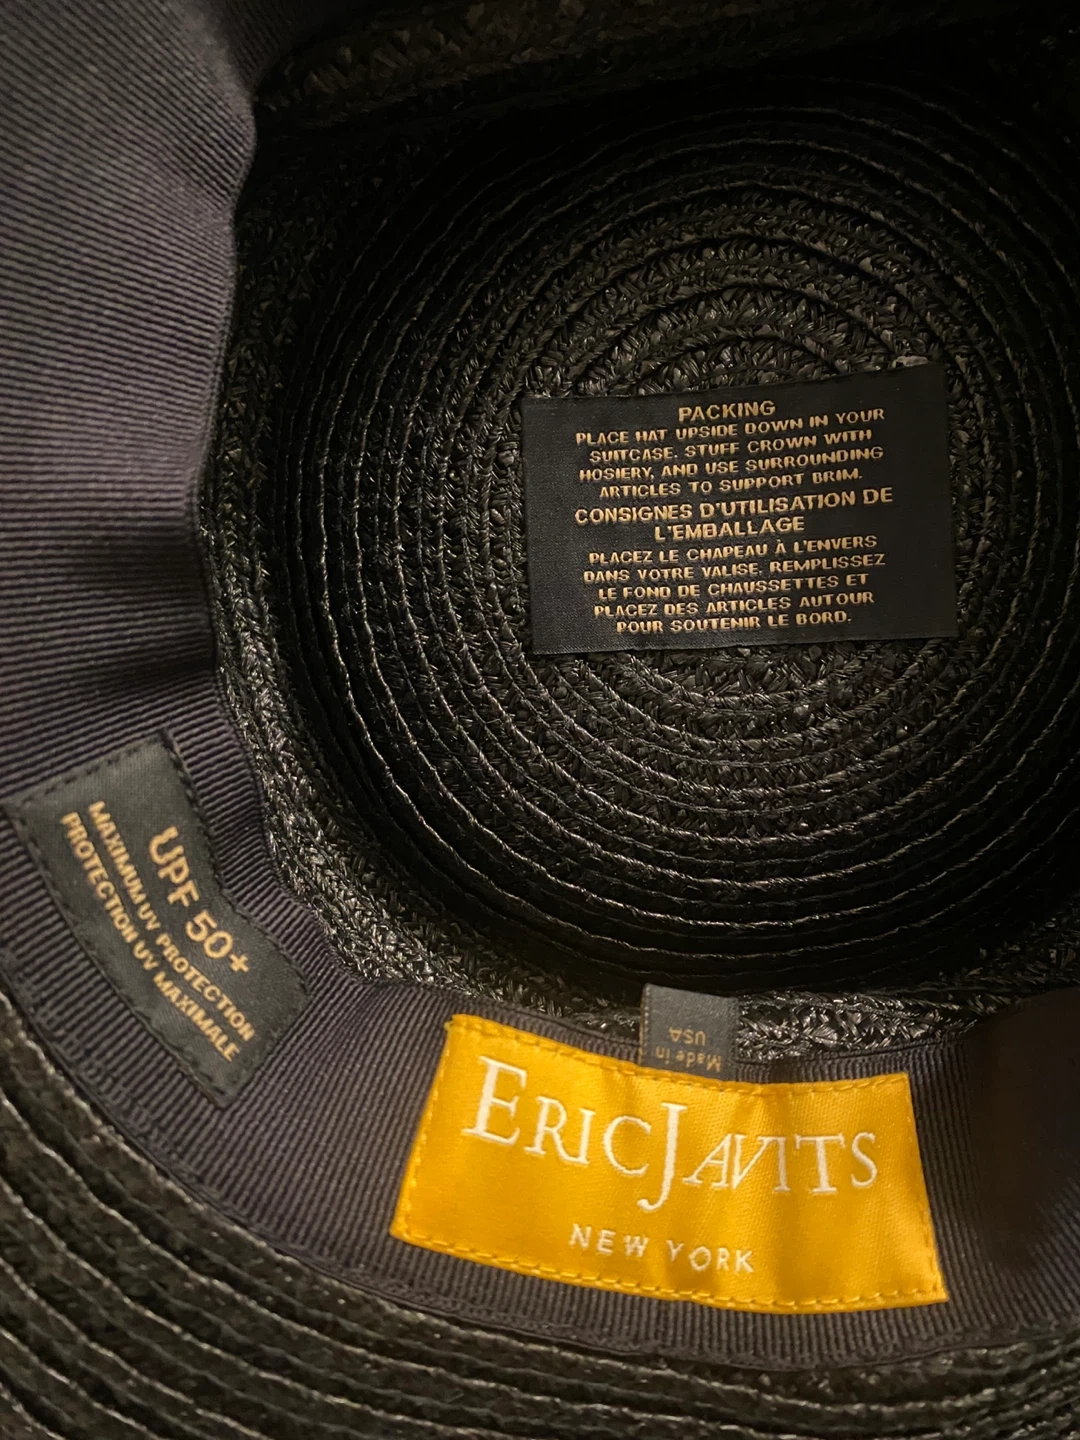 PACKING
PLACE HAT UPSIDE DOWN IN YOUR
SUITCASE. STUFF CROWN WITH
HOSIERY, AND USE SURROUNDING
ARTICLES TO SUPPORT BRIM.
CONSIGNES D'UTILISATION DE
L'EMBALLAGE
PLACEZ LE CHAPEAU À L'ENVERS
DANS VOTRE VALISE. REMPLISSEZ
LE FOND DE CHAUSSETTES ET
PLACEZ DES ARTICLES AUTOUR
POUR SOUTENIR LE BORD.
UPF 50+
MAXIMUM UV PROTECTION
PROTECTION UV MAXIMALE
Made in
USA
ERICJAVITS
NEW YORK